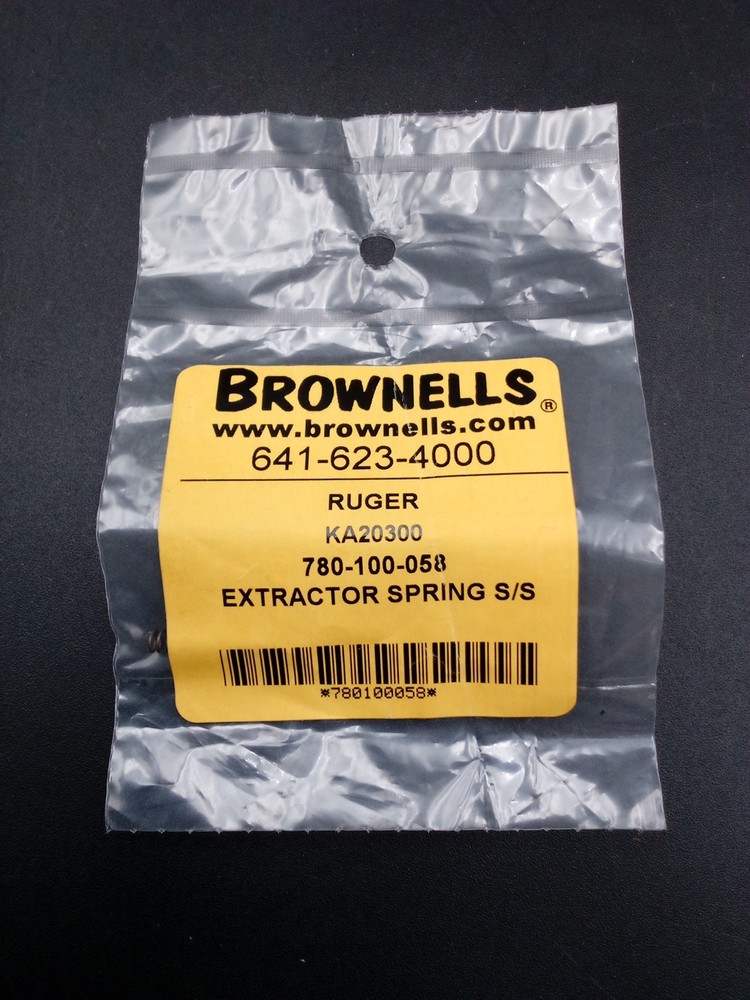 BROWNELLS®
www.brownells.com
641-623-4000
RUGER
KA20300
780-100-058
EXTRACTOR SPRING S/S
*780100058*